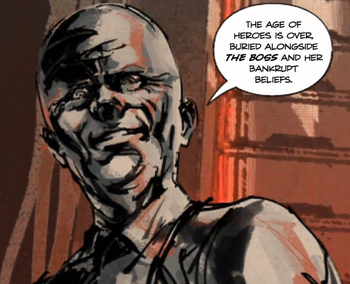 THE AGE OF
HEROES IS OVER,
BURIED ALONGSIDE
THE BOSS AND HER
BANKRUPT
BELIEFS.